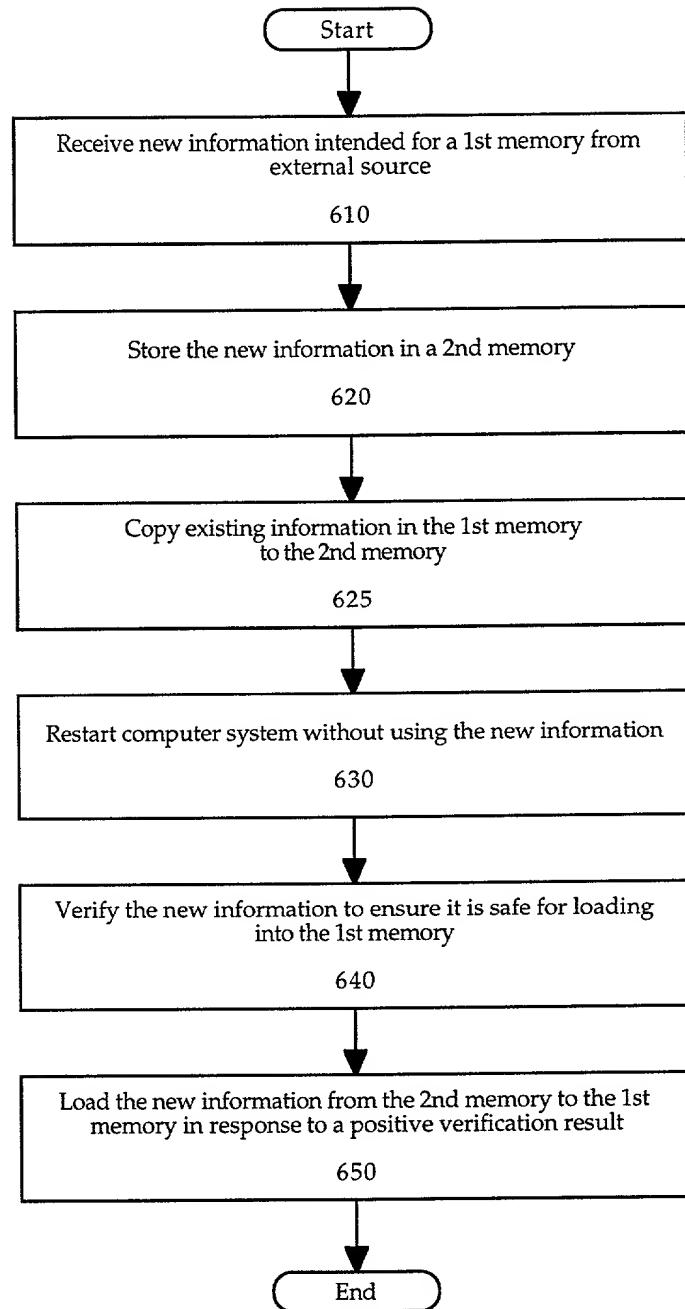 Start
Receive new information intended for a 1st memory from
external source
610
Store the new information in a 2nd memory
620
Copy existing information in the 1st memory
to the 2nd memory
625
Restart computer system without using the new information
630
Verify the new information to ensure it is safe for loading
into the 1st memory
640
Load the new information from the 2nd memory to the 1st
memory in response to a positive verification result
650
End